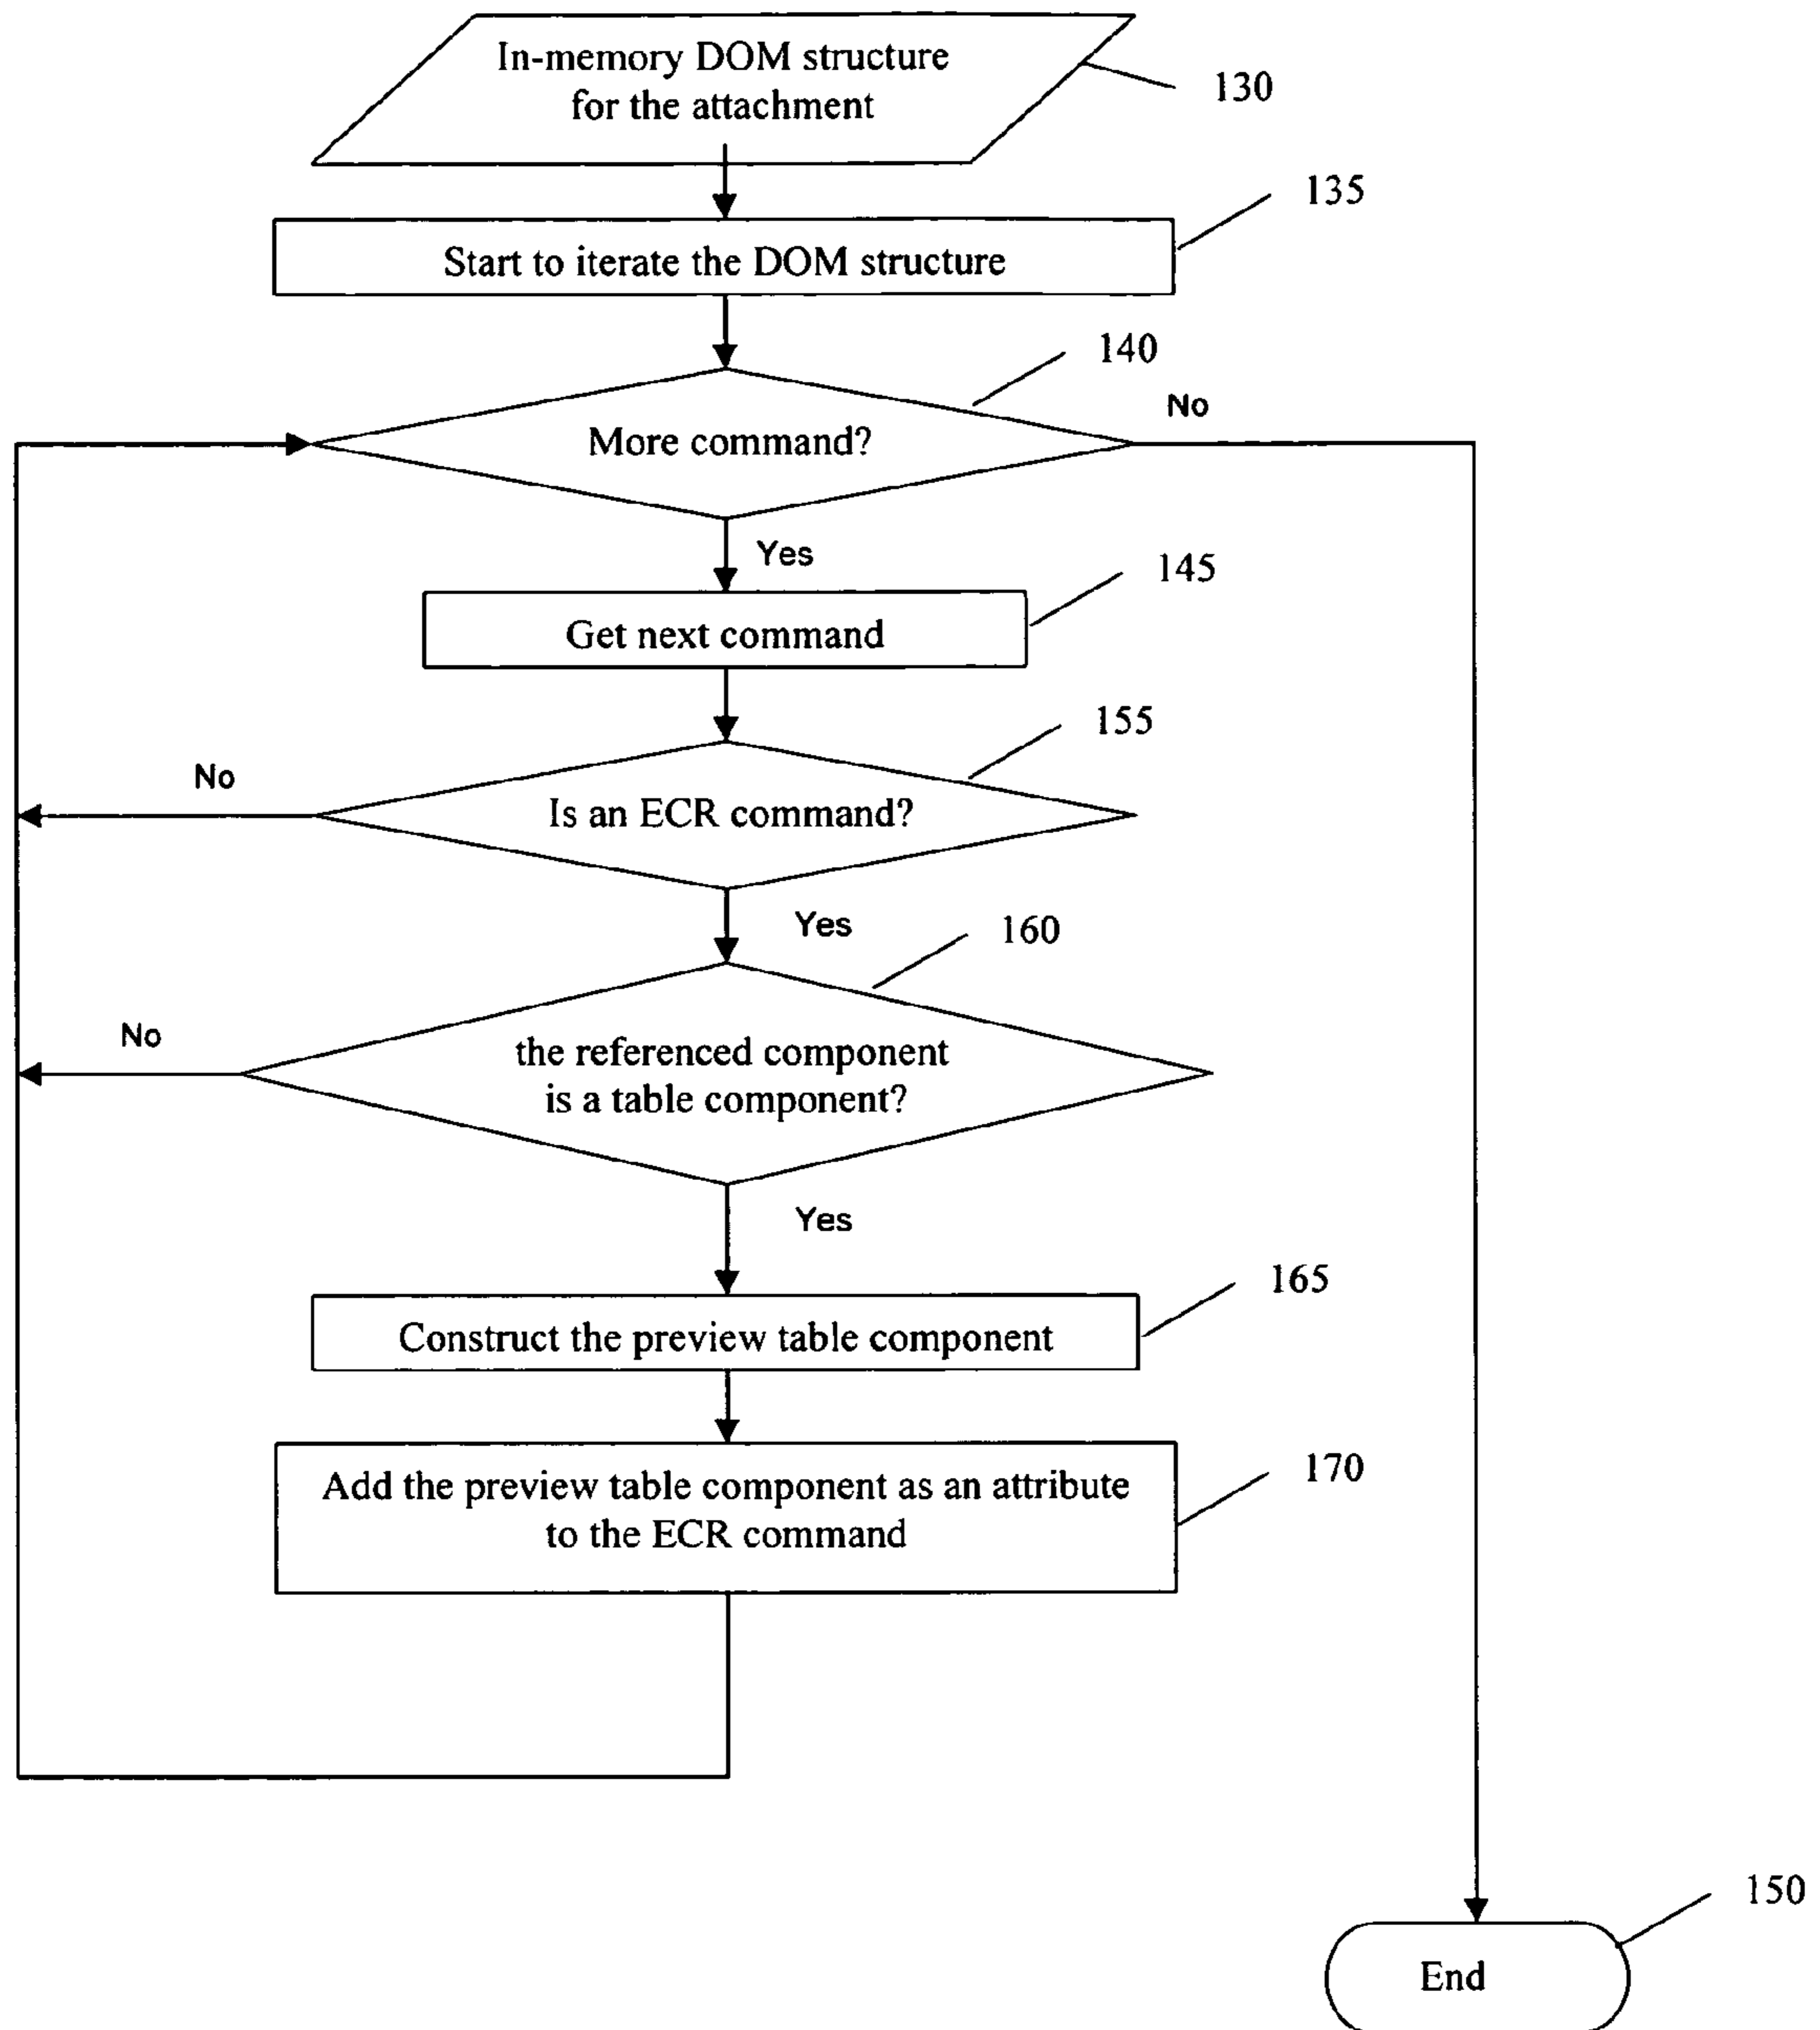 In-memory DOM structure
for the attachment
130
135
Start to iterate the DOM structure
140
No
More command?
Yes
145
Get next command
155
No
Is an ECR command?
Yes
160
No
the referenced component
is a table component?
Yes
165
Construct the preview table component
170
Add the preview table component as an attribute
to the ECR command
150
End